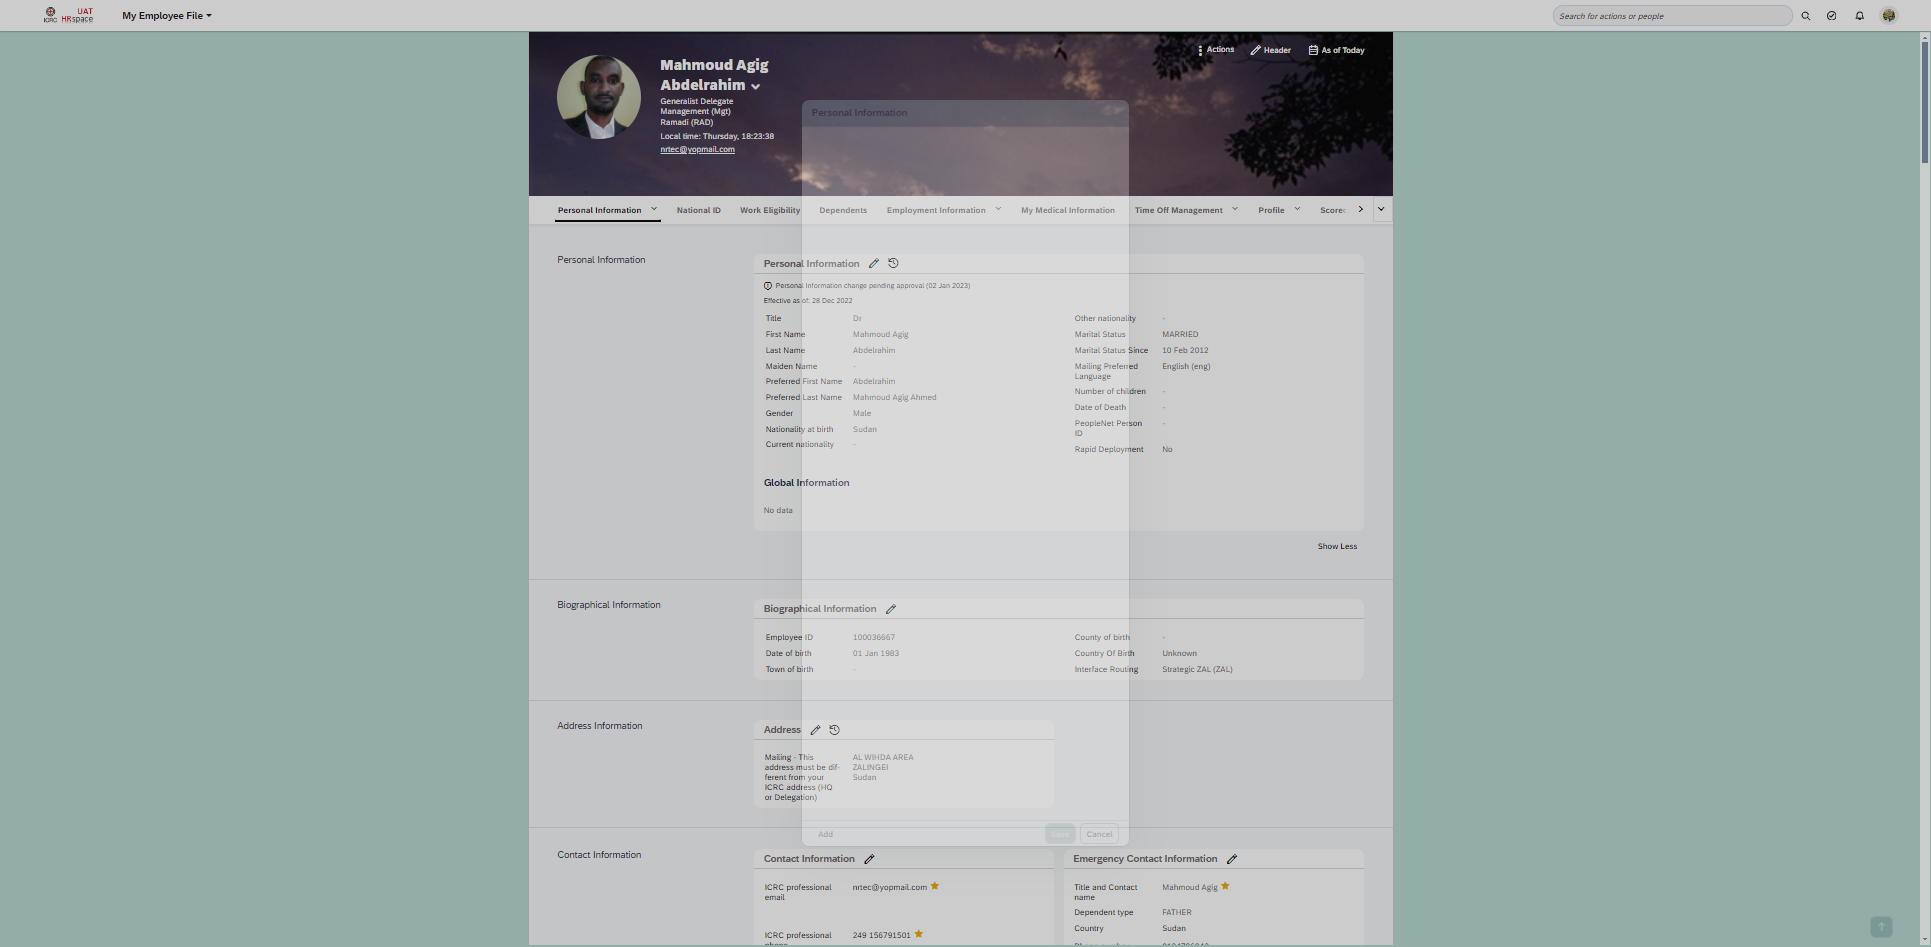 ICRC
UAT
HRspace
My Employee File
Search for actions or people
Actions
Header
As of Today
Mahmoud Agig
Abdelrahim
Generalist Delegate
Management (Mgt)
Ramadi (RAD)
Local time: Thursday, 18:23:38
nrtec@yopmail.com
Personal Information
Personal Information
National ID
Work Eligibility
Dependents
Employment Information
My Medical Information
Time Off Management
Profile
Score
Personal Information
Personal Information
Personal Information change pending approval (02 Jan 2023)
Effective as of: 28 Dec 2022
Title Dr
First Name Mahmoud Agig
Last Name Abdelrahim
Maiden Name -
Preferred First Name Abdelrahim
Preferred Last Name Mahmoud Agig Ahmed
Gender Male
Nationality at birth Sudan
Current nationality -
Other nationality -
Marital Status MARRIED
Marital Status Since 10 Feb 2012
Mailing Preferred English (eng)
Language
Number of children -
Date of Death -
PeopleNet Person -
ID
Rapid Deployment No
Global Information
No data
Show Less
Biographical Information
Biographical Information
Employee ID 100036667
Date of birth 01 Jan 1983
Town of birth -
County of birth -
Country Of Birth Unknown
Interface Routing Strategic ZAL (ZAL)
Address Information
Address
Mailing - This AL WIHDA AREA
address must be dif- ZALINGEI
ferent from your Sudan
ICRC address (HQ
or Delegation)
Add
Save
Cancel
Contact Information
Contact Information
ICRC professional nrtec@yopmail.com
email
ICRC professional 249 156791501
Emergency Contact Information
Title and Contact Mahmoud Agig
name
Dependent type FATHER
Country Sudan